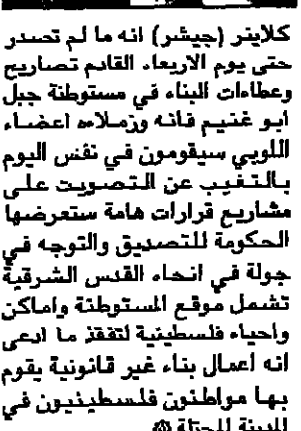 كلاينر (جيشر) انه ما لم تصدر
حتى يوم الاربعاء القادم تصاريح
وعطاءات البناء في مستوطنة جبل
ابو غنيم فانه وزملاءه اعضاء
اللوبي سيقومون في نفس اليوم
بالتغيب عن التصويت على
مشاريع قرارات هامة ستعرضها
الحكومة للتصديق والتوجه في
جولة في انحاء القدس الشرقية
تشمل موقع المستوطنة واماكن
واحياء فلسطينية لتفقد ما ادعى
انه اعمال بناء غير قانونية يقوم
بها مواطنون فلسطينيون في
المدينة المحتلة